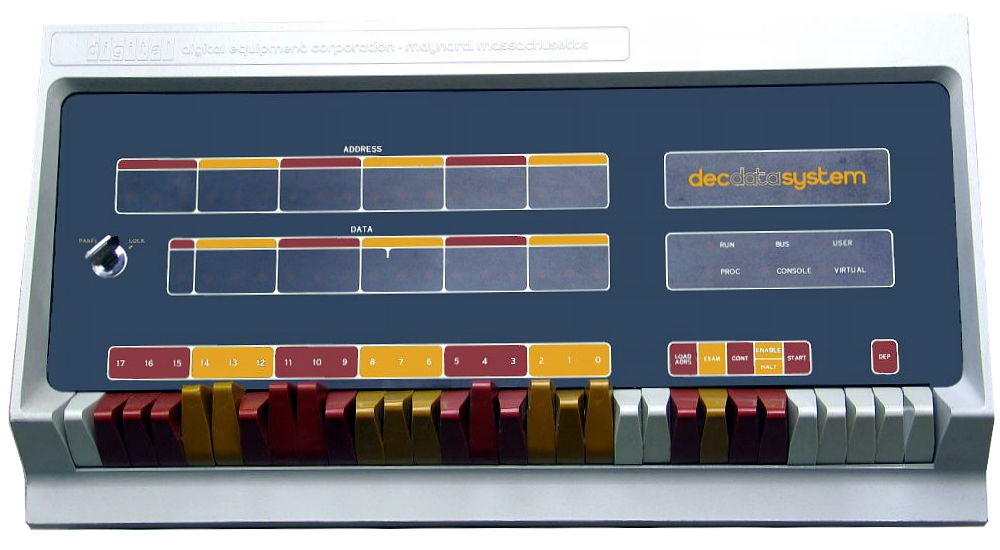 digital digital equipment corporation · maynard, massachusetts
ADDRESS
decdatasystem
DATA
PANEL LOCK
RUN BUS USER
PROC CONSOLE VIRTUAL
17 16 15 14 13 12 11 10 9 8 7 6 5 4 3 2 1 0
LOAD ADRS EXAM CONT ENABLE HALT START DEP